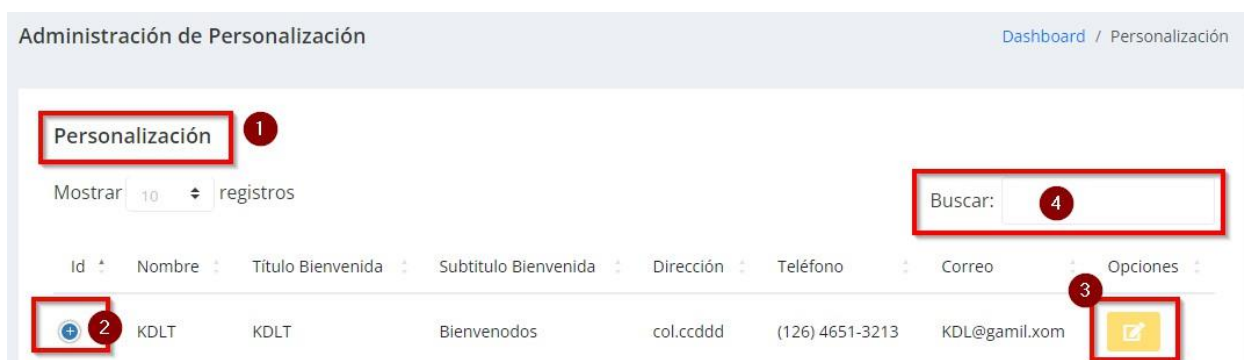 Administración de Personalización
Dashboard / Personalización
Personalización
1
Mostrar 10 registros
Buscar:
4
Id Nombre Título Bienvenida Subtitulo Bienvenida Dirección Teléfono Correo Opciones
3
2
KDLT KDLT Bienvenodos col.ccddd (126) 4651-3213 KDL@gamil.xom